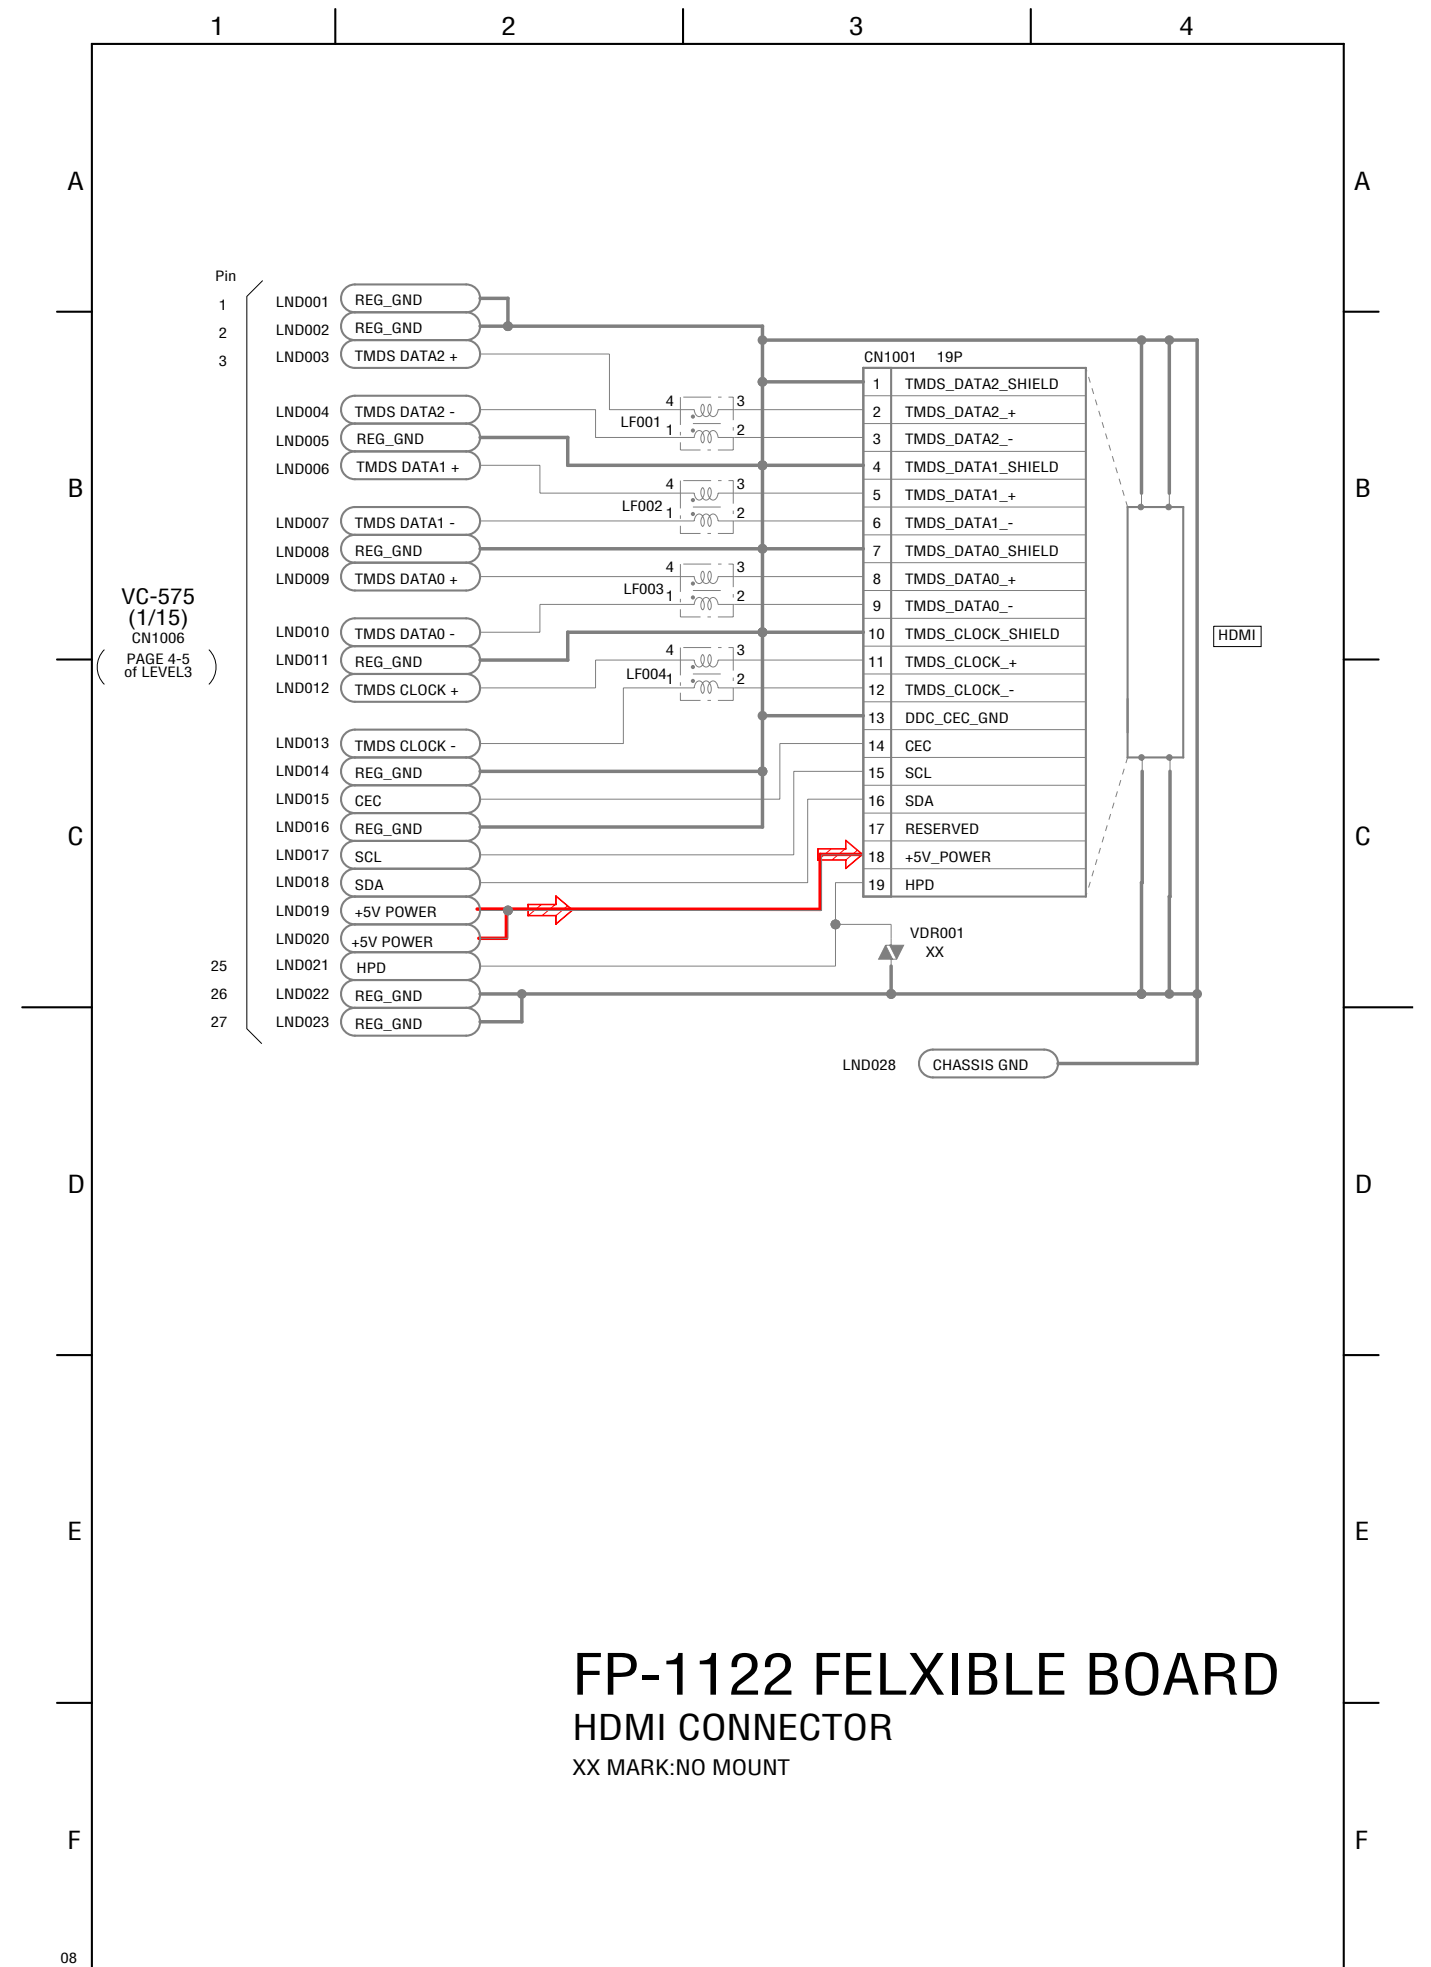 1 2 3 4
A A
Pin
1 LND001 REG_GND
2 LND002 REG_GND
3 LND003 TMDS DATA2 +
CN1001 19P
1 TMDS_DATA2_SHIELD
LND004 TMDS DATA2 - LF001 4 3 1 2 2 TMDS_DATA2_+
LND005 REG_GND 3 TMDS_DATA2_-
LND006 TMDS DATA1 + 4 TMDS_DATA1_SHIELD
B B
LF002 4 3 1 2 5 TMDS_DATA1_+
LND007 TMDS DATA1 - 6 TMDS_DATA1_-
LND008 REG_GND 7 TMDS_DATA0_SHIELD
LND009 TMDS DATA0 + LF003 4 3 1 2 8 TMDS_DATA0_+
VC-575
(1/15)
CN1006
PAGE 4-5
of LEVEL3
9 TMDS_DATA0_-
LND010 TMDS DATA0 - 10 TMDS_CLOCK_SHIELD
HDMI
LND011 REG_GND LF004 4 3 1 2 11 TMDS_CLOCK_+
LND012 TMDS CLOCK + 12 TMDS_CLOCK_-
13 DDC_CEC_GND
LND013 TMDS CLOCK - 14 CEC
LND014 REG_GND 15 SCL
LND015 CEC 16 SDA
LND016 REG_GND 17 RESERVED
C C
LND017 SCL 18 +5V_POWER
LND018 SDA 19 HPD
LND019 +5V POWER
LND020 +5V POWER
VDR001
XX
25 LND021 HPD
26 LND022 REG_GND
27 LND023 REG_GND
LND028 CHASSIS GND
D D
E E
FP-1122 FELXIBLE BOARD
HDMI CONNECTOR
XX MARK:NO MOUNT
F F
08